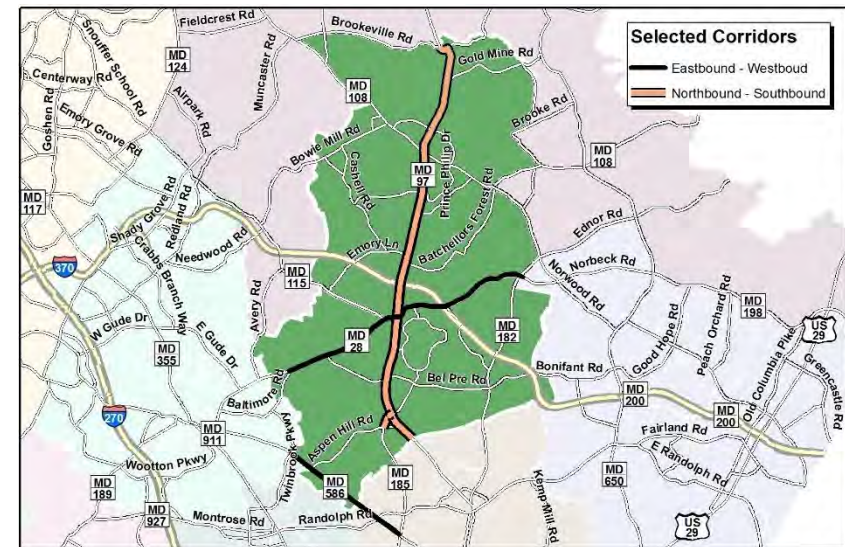 Selected Corridors
Eastbound - Westboud
Northbound - Southbound
Fieldcrest Rd
Brookeville Rd
Gold Mine Rd
Snouffer School Rd
MD 124
Muncaster Rd
Centerway Rd
Goshen Rd
Airpark Rd
MD 108
Emory Grove Rd
Brooke Rd
Bowie Mill Rd
Prince Philip Dr
MD 108
Cashell Rd
MD 97
MD 117
Shady Grove Rd
Redland Rd
Batchellors Forest Rd
Ednor Rd
Crabbs Branch Way
Needwood Rd
Emory Ln
370
MD 115
Norwood Rd
Norbeck Rd
Avery Rd
MD 198
W Gude Dr
E Gude Dr
MD 28
MD 182
Good Hope Rd
Peach Orchard Rd
US 29
Old Columbia Pike
MD 355
Greencastle Rd
Bonifant Rd
Bel Pre Rd
MD 200
Baltimore Rd
270
MD 911
MD 200
Twinbrook Pkwy
Aspen Hill Rd
Fairland Rd
E Randolph Rd
Wootton Pkwy
MD 189
MD 586
MD 185
Kemp Mill Rd
MD 650
MD 927
Montrose Rd
Randolph Rd
US 29